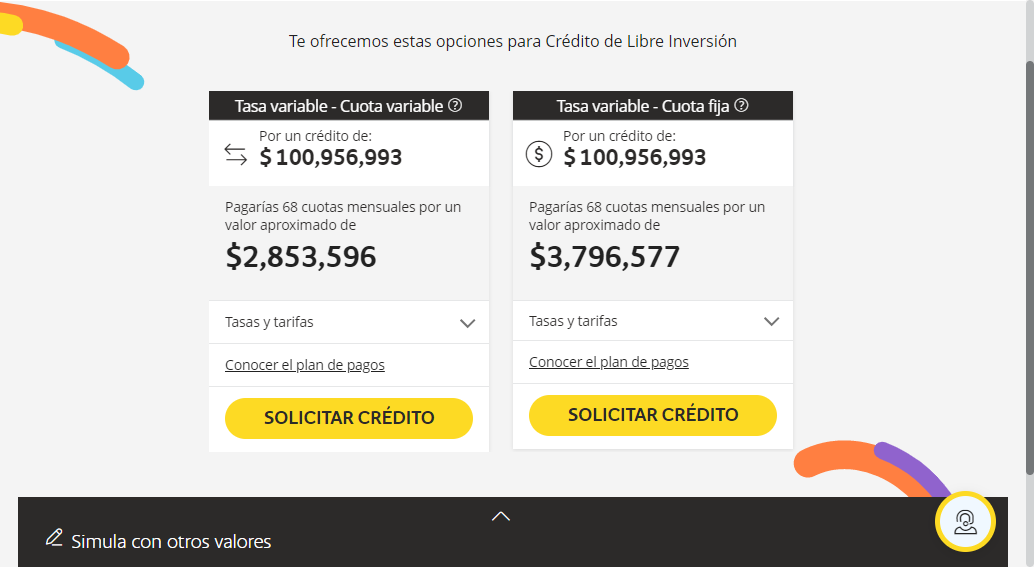 Te ofrecemos estas opciones para Crédito de Libre Inversión
Tasa variable - Cuota variable ?
Por un crédito de:
$ 100,956,993
Pagarías 68 cuotas mensuales por un
valor aproximado de
$2,853,596
Tasas y tarifas
Conocer el plan de pagos
SOLICITAR CRÉDITO
Tasa variable - Cuota fija ?
$
Por un crédito de:
$ 100,956,993
Pagarías 68 cuotas mensuales por un
valor aproximado de
$3,796,577
Tasas y tarifas
Conocer el plan de pagos
SOLICITAR CRÉDITO
Simula con otros valores